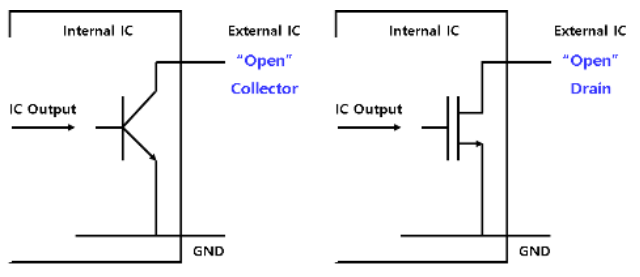 Internal IC
External IC
"Open"
Collector
IC Output
GND
Internal IC
External IC
"Open"
Drain
IC Output
GND